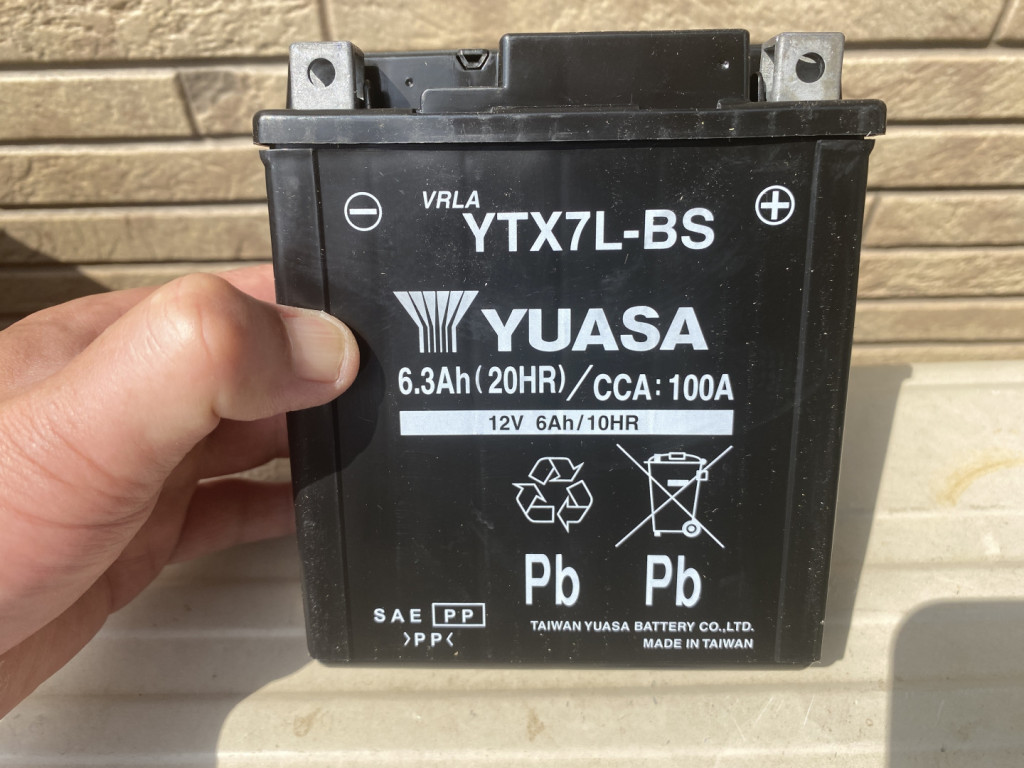 VRLA
YTX7L-BS
YUASA
6.3Ah(20HR)/CCA:100A
12V 6Ah/10HR
Pb Pb
SAE PP
>PP<
TAIWAN YUASA BATTERY CO.,LTD.
MADE IN TAIWAN